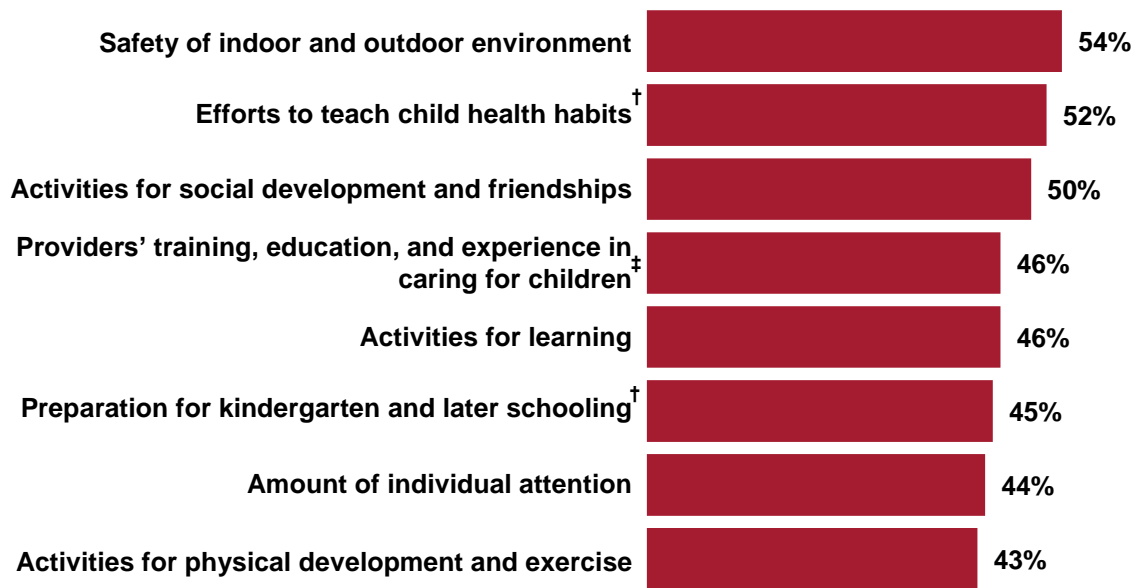 Safety of indoor and outdoor environment 54%
Efforts to teach child health habits† 52%
Activities for social development and friendships 50%
Providers’ training, education, and experience in
caring for children‡ 46%
Activities for learning 46%
Preparation for kindergarten and later schooling† 45%
Amount of individual attention 44%
Activities for physical development and exercise 43%